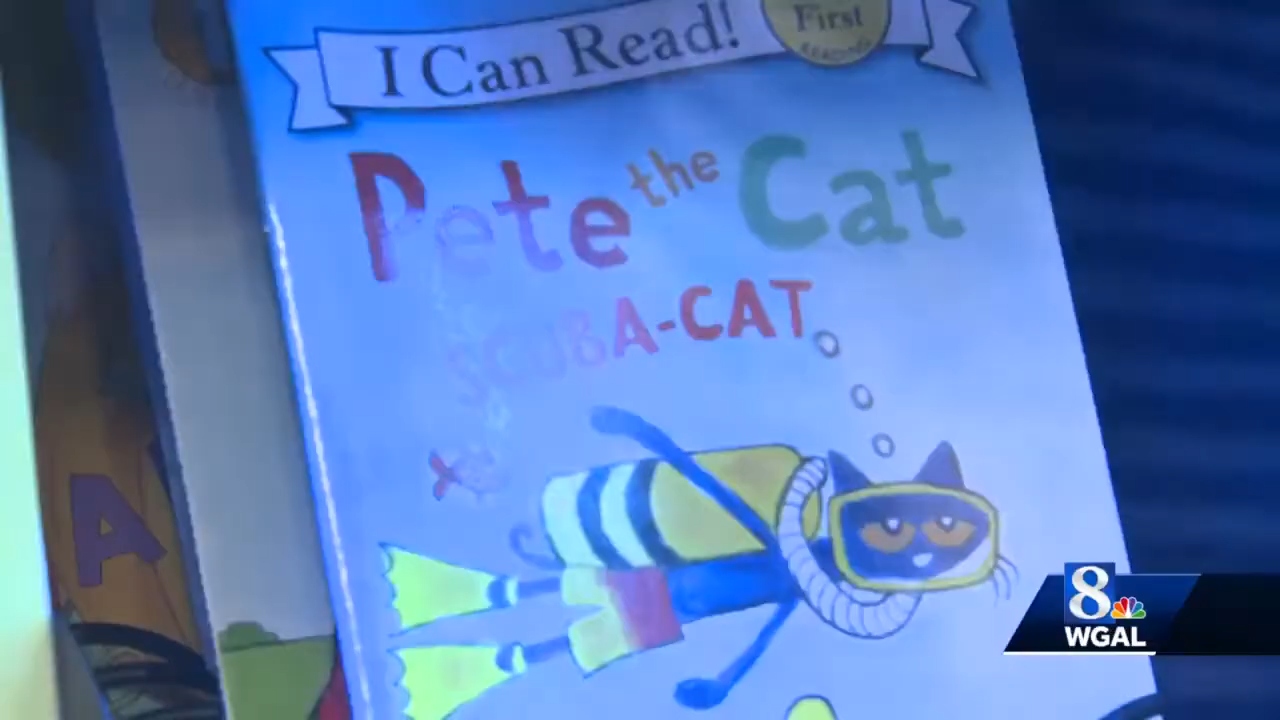 I Can Read!
First
Pete the Cat
SCUBA-CAT
A
8
WGAL